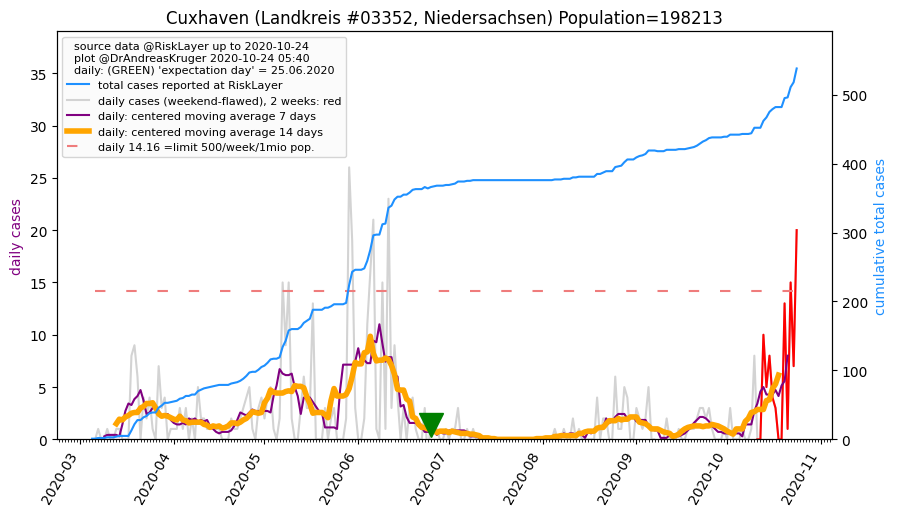 Cuxhaven (Landkreis #03352, Niedersachsen) Population=198213
source data @RiskLayer up to 2020-10-24
plot @DrAndreasKruger 2020-10-24 05:40
daily: (GREEN) 'expectation day' = 25.06.2020
total cases reported at RiskLayer
daily cases (weekend-flawed), 2 weeks: red
daily: centered moving average 7 days
daily: centered moving average 14 days
daily 14.16 =limit 500/week/1mio pop.
daily cases
35
30
25
20
15
10
5
0
cumulative total cases
500
400
300
200
100
0
2020-03
2020-04
2020-05
2020-06
2020-07
2020-08
2020-09
2020-10
2020-11